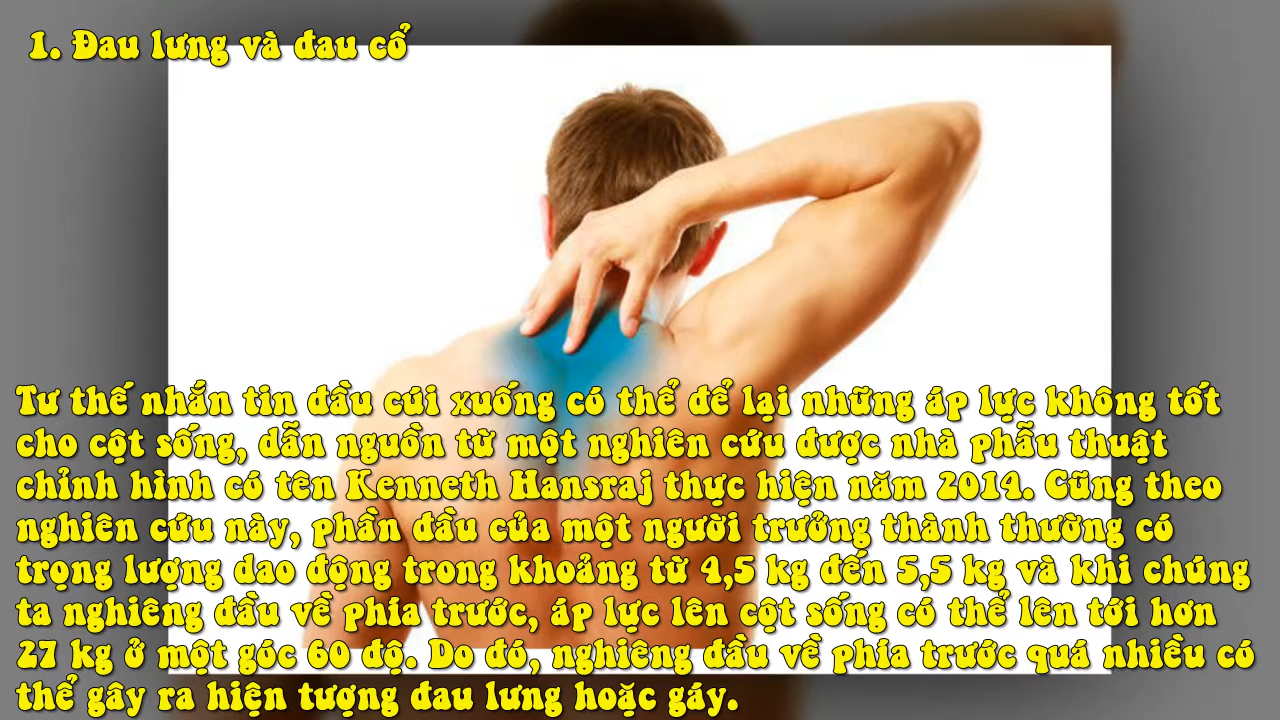 1. Đau lưng và đau cổ
Tư thế nhắn tin đầu cúi xuống có thể để lại những áp lực không tốt
cho cột sống, dẫn nguồn từ một nghiên cứu được nhà phẫu thuật
chỉnh hình có tên Kenneth Hansraj thực hiện năm 2014. Cũng theo
nghiên cứu này, phần đầu của một người trưởng thành thường có
trọng lượng dao động trong khoảng từ 4,5 kg đến 5,5 kg và khi chúng
ta nghiêng đầu về phía trước, áp lực lên cột sống có thể lên tới hơn
27 kg ở một góc 60 độ. Do đó, nghiêng đầu về phía trước quá nhiều có
thể gây ra hiện tượng đau lưng hoặc gáy.